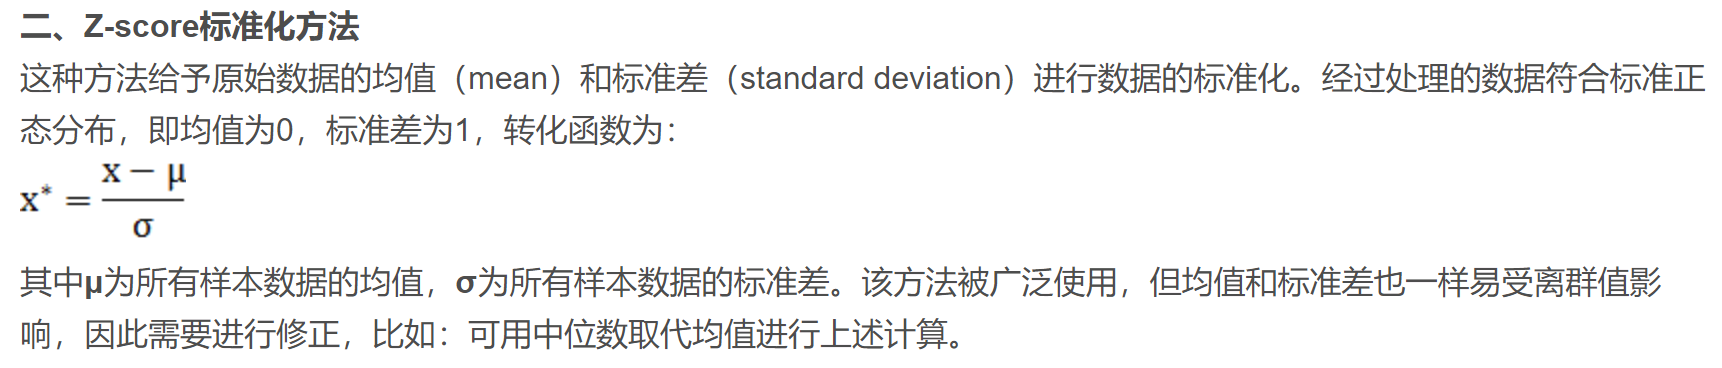 二、Z-score标准化方法
这种方法给予原始数据的均值（mean）和标准差（standard deviation）进行数据的标准化。经过处理的数据符合标准正
态分布，即均值为0，标准差为1，转化函数为：
x* = (x − μ) / σ
其中μ为所有样本数据的均值，σ为所有样本数据的标准差。该方法被广泛使用，但均值和标准差也一样易受离群值影
响，因此需要进行修正，比如：可用中位数取代均值进行上述计算。